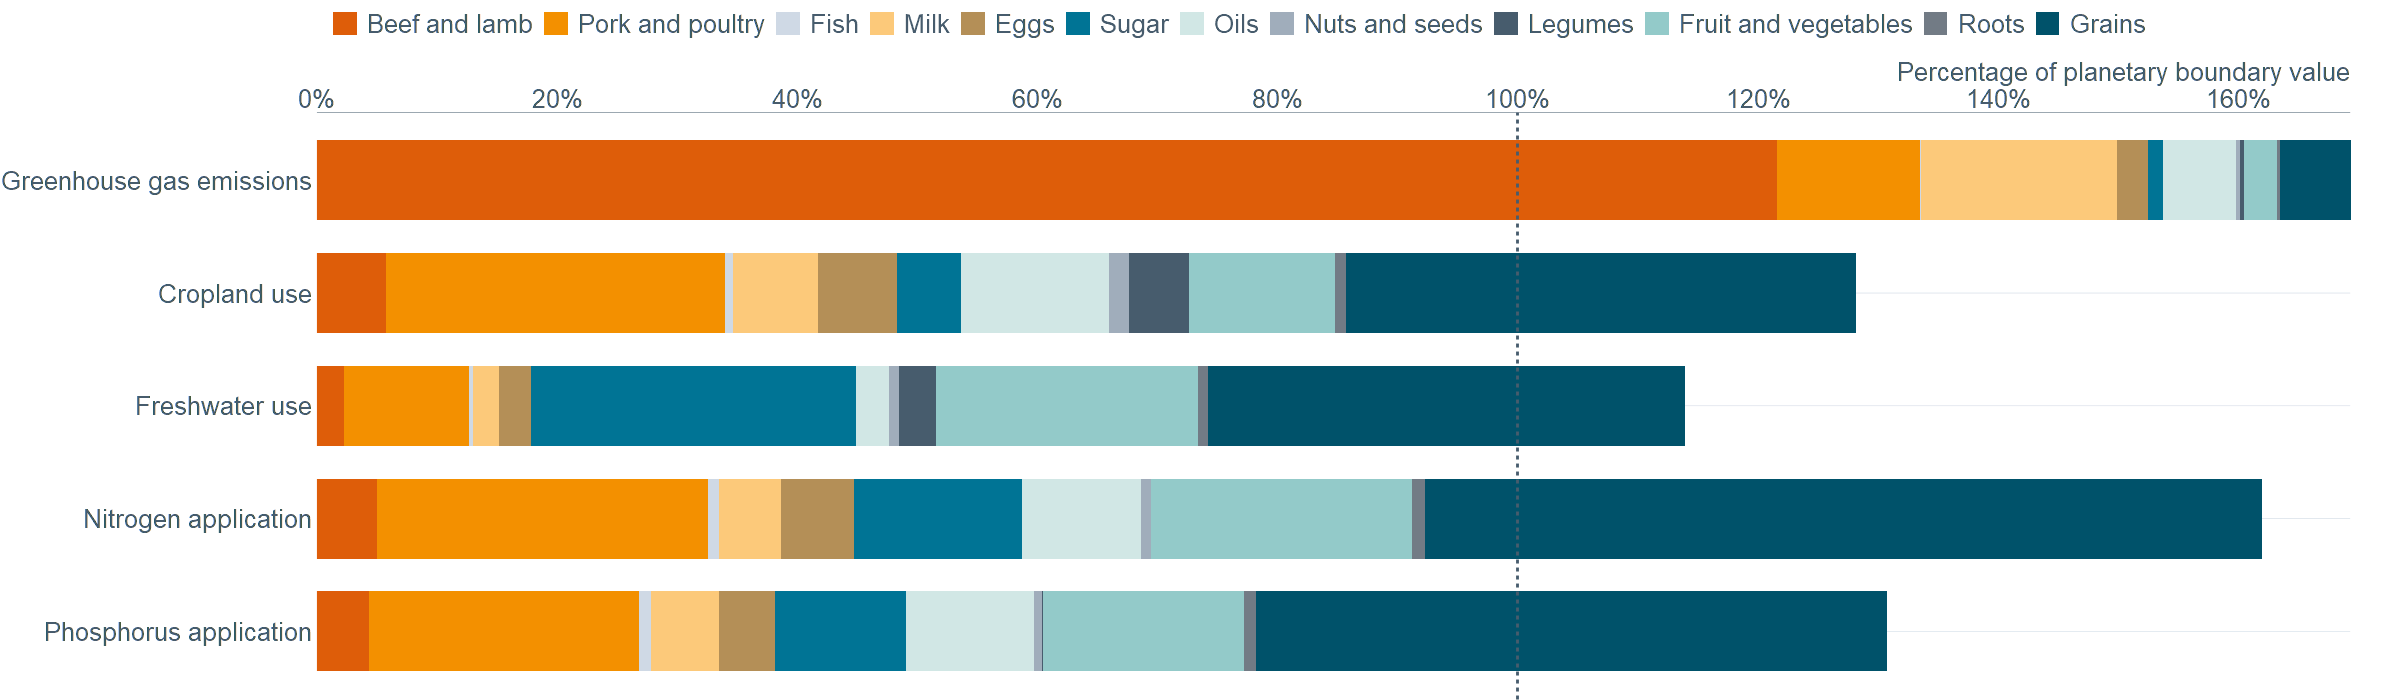 Beef and lamb Pork and poultry Fish Milk Eggs Sugar Oils Nuts and seeds Legumes Fruit and vegetables Roots Grains
Percentage of planetary boundary value
0% 20% 40% 60% 80% 100% 120% 140% 160%
Greenhouse gas emissions
Cropland use
Freshwater use
Nitrogen application
Phosphorus application